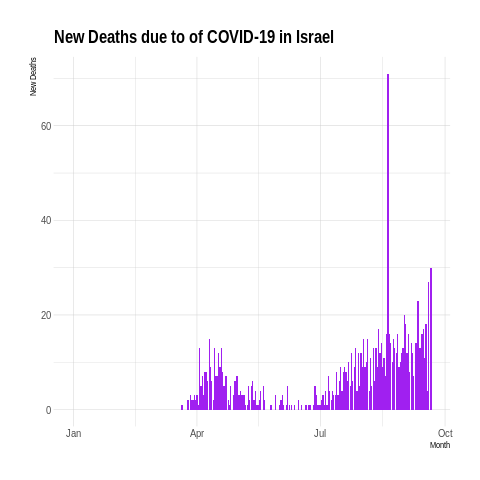 New Deaths due to of COVID-19 in Israel
New Deaths
60
40
20
0
Jan Apr Jul Oct
Month